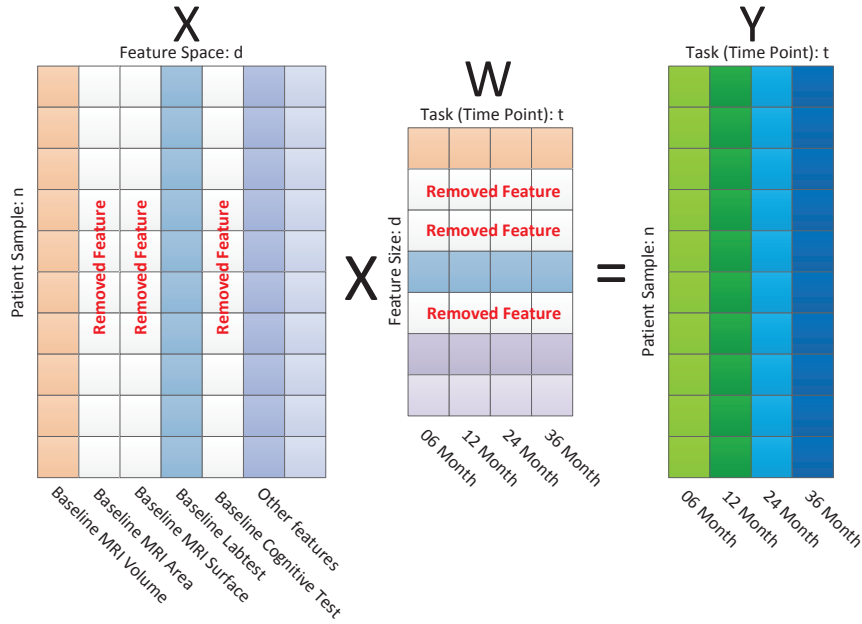 X
Feature Space: d
Patient Sample: n
Removed Feature
Removed Feature
Removed Feature
Baseline MRI Volume
Baseline MRI Area
Baseline MRI Surface
Baseline Labtest
Baseline Cognitive Test
Other features
X
W
Task (Time Point): t
Feature Size: d
Removed Feature
Removed Feature
Removed Feature
06 Month
12 Month
24 Month
36 Month
=
Y
Task (Time Point): t
Patient Sample: n
06 Month
12 Month
24 Month
36 Month